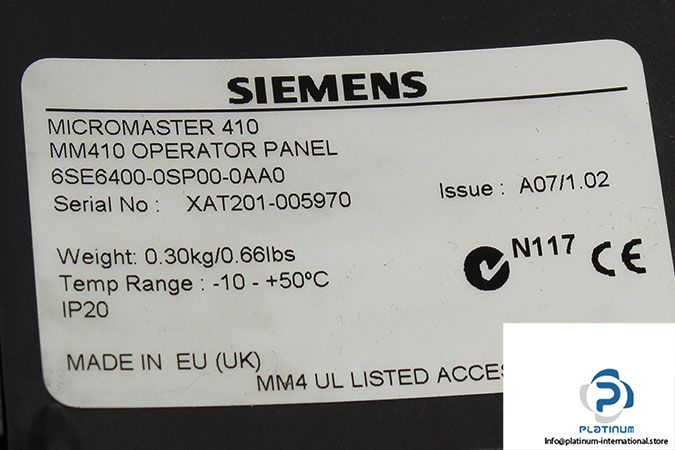 SIEMENS
MICROMASTER 410
MM410 OPERATOR PANEL
6SE6400-0SP00-0AA0
Serial No : XAT201-005970 Issue : A07/1.02
Weight: 0.30kg/0.66lbs
N117 CE
Temp Range : -10 - +50ºC
IP20
MADE IN EU (UK)
MM4 UL LISTED
PLATINUM
Info@platinum-international.store